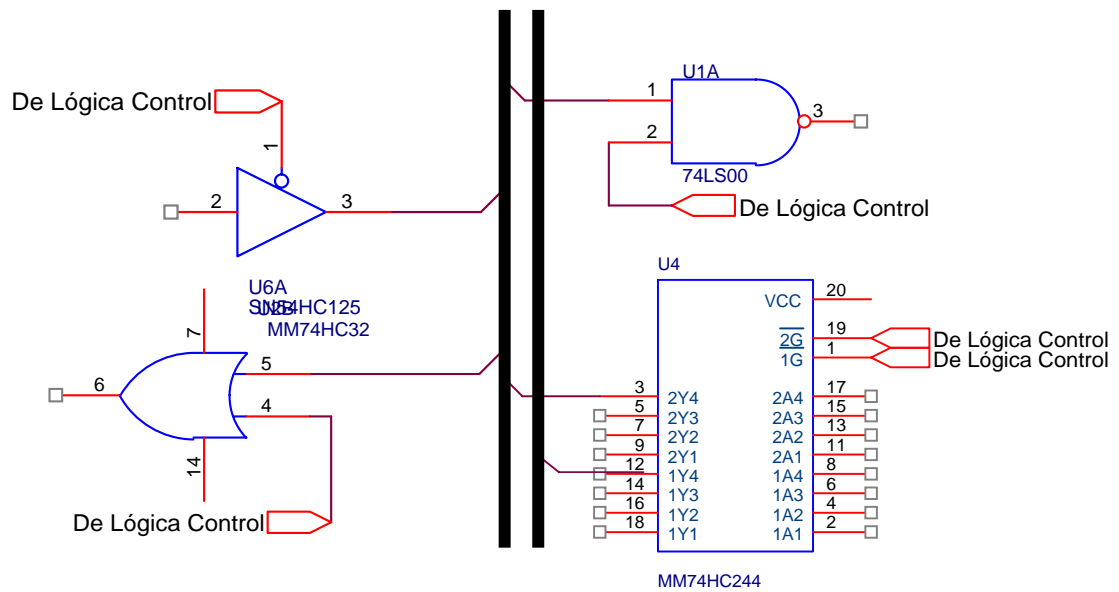 De Lógica Control
1
2
3
U6A
SN54HC125
U2B
MM74HC32
7
5
6
4
14
De Lógica Control
U1A
1
2
3
74LS00
De Lógica Control
U4
VCC 20
2G 19 De Lógica Control
1G 1 De Lógica Control
3 2Y4 2A4 17
5 2Y3 2A3 15
7 2Y2 2A2 13
9 2Y1 2A1 11
12 1Y4 1A4 8
14 1Y3 1A3 6
16 1Y2 1A2 4
18 1Y1 1A1 2
MM74HC244